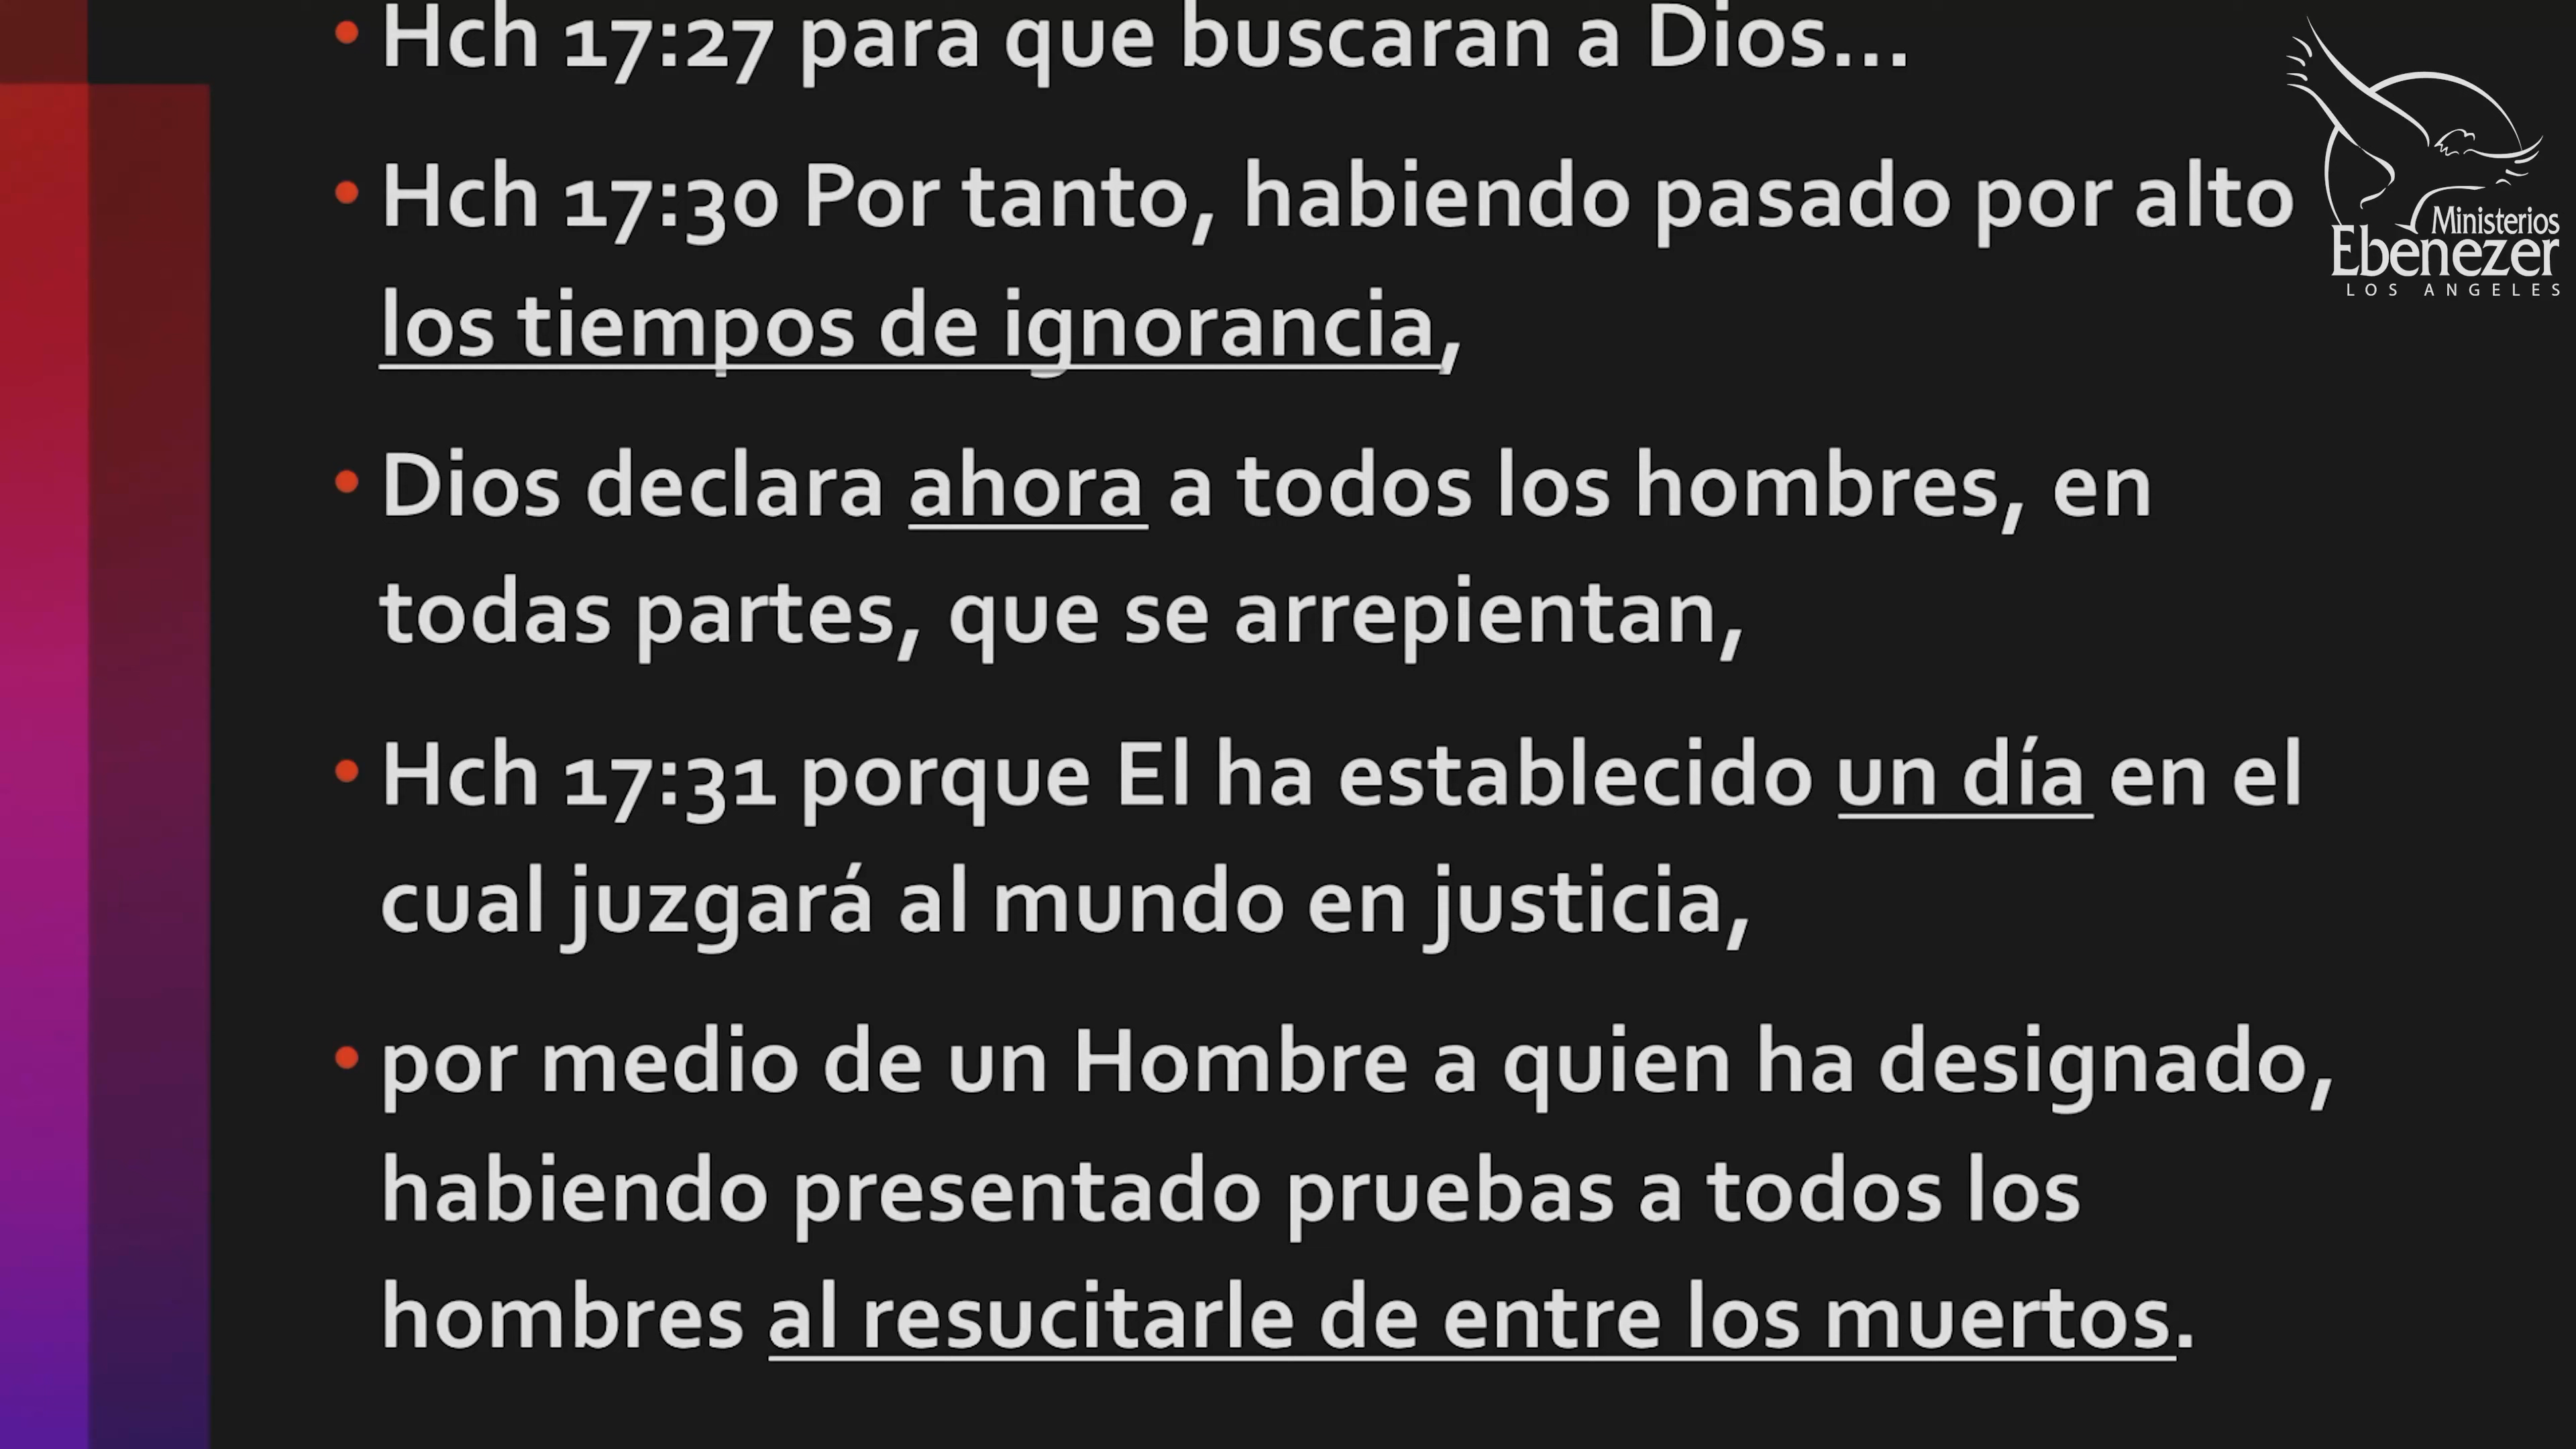 Hch 17:27 para que buscaran a Dios...
Hch 17:30 Por tanto, habiendo pasado por alto
los tiempos de ignorancia,
Dios declara ahora a todos los hombres, en
todas partes, que se arrepientan,
Hch 17:31 porque El ha establecido un día en el
cual juzgará al mundo en justicia,
por medio de un Hombre a quien ha designado,
habiendo presentado pruebas a todos los
hombres al resucitarle de entre los muertos.
Ministerios
Ebenezer
LOS ANGELES